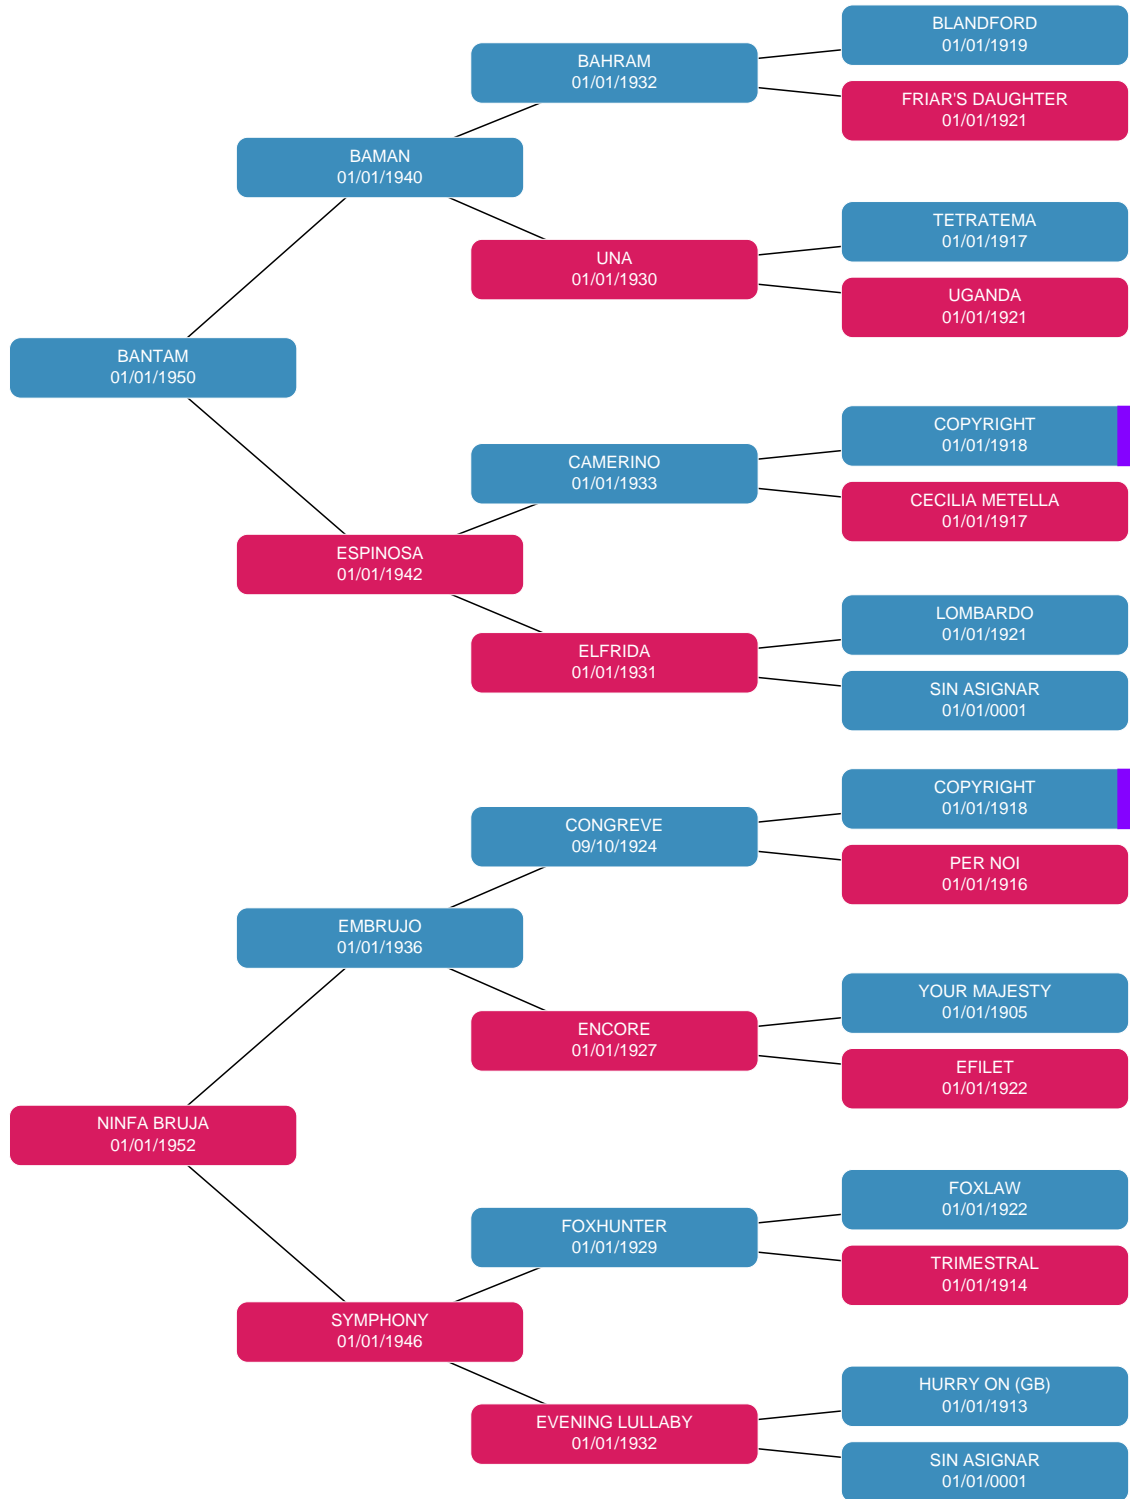 BLANDFORD
01/01/1919
BAHRAM
01/01/1932
FRIAR'S DAUGHTER
01/01/1921
BAMAN
01/01/1940
TETRATEMA
01/01/1917
UNA
01/01/1930
UGANDA
01/01/1921
BANTAM
01/01/1950
COPYRIGHT
01/01/1918
CAMERINO
01/01/1933
CECILIA METELLA
01/01/1917
ESPINOSA
01/01/1942
LOMBARDO
01/01/1921
ELFRIDA
01/01/1931
SIN ASIGNAR
01/01/0001
COPYRIGHT
01/01/1918
CONGREVE
09/10/1924
PER NOI
01/01/1916
EMBRUJO
01/01/1936
YOUR MAJESTY
01/01/1905
ENCORE
01/01/1927
EFILET
01/01/1922
NINFA BRUJA
01/01/1952
FOXLAW
01/01/1922
FOXHUNTER
01/01/1929
TRIMESTRAL
01/01/1914
SYMPHONY
01/01/1946
HURRY ON (GB)
01/01/1913
EVENING LULLABY
01/01/1932
SIN ASIGNAR
01/01/0001